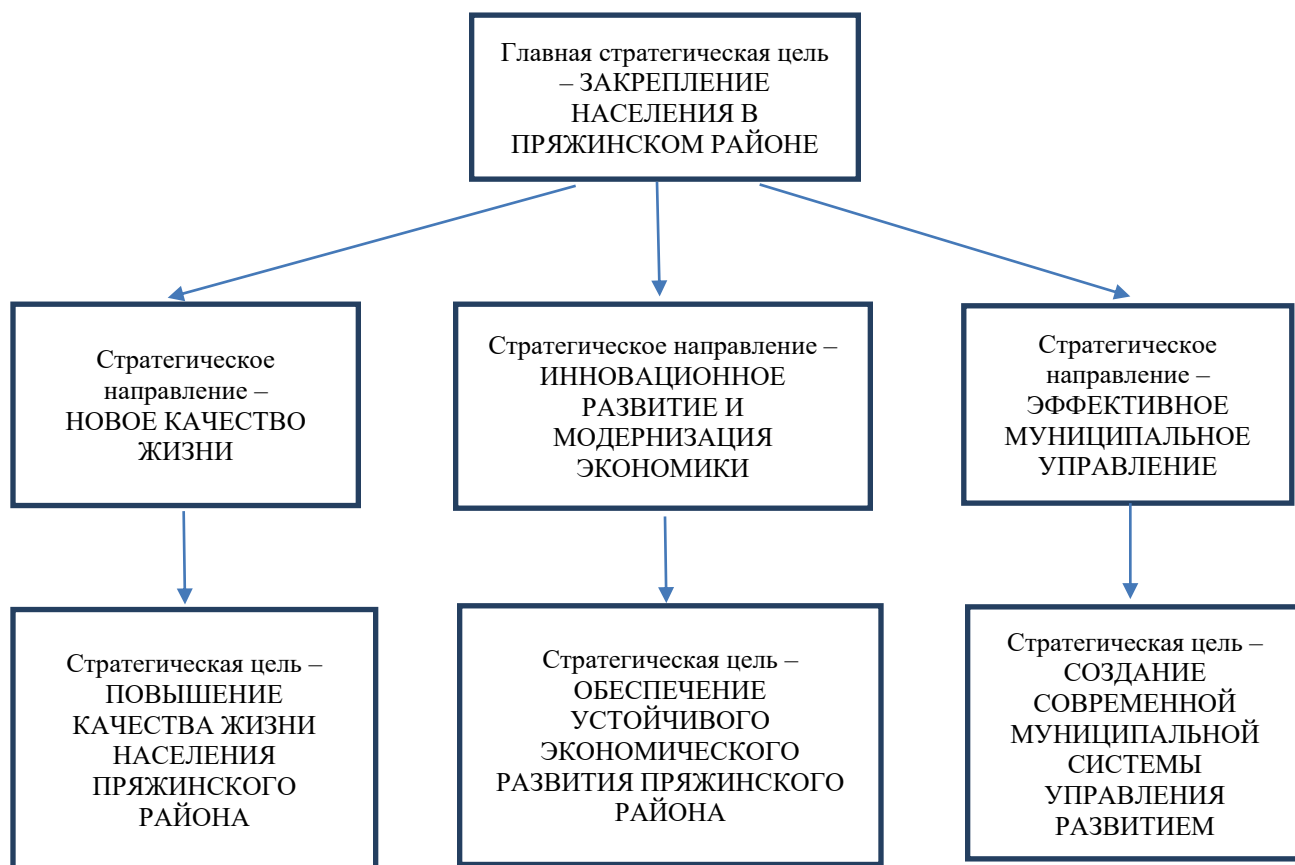 Главная стратегическая цель
– ЗАКРЕПЛЕНИЕ
НАСЕЛЕНИЯ В
ПРЯЖИНСКОМ РАЙОНЕ
Стратегическое
направление –
НОВОЕ КАЧЕСТВО
ЖИЗНИ
Стратегическое направление –
ИННОВАЦИОННОЕ
РАЗВИТИЕ И
МОДЕРНИЗАЦИЯ
ЭКОНОМИКИ
Стратегическое
направление –
ЭФФЕКТИВНОЕ
МУНИЦИПАЛЬНОЕ
УПРАВЛЕНИЕ
Стратегическая цель –
ПОВЫШЕНИЕ
КАЧЕСТВА ЖИЗНИ
НАСЕЛЕНИЯ
ПРЯЖИНСКОГО
РАЙОНА
Стратегическая цель –
ОБЕСПЕЧЕНИЕ
УСТОЙЧИВОГО
ЭКОНОМИЧЕСКОГО
РАЗВИТИЯ ПРЯЖИНСКОГО
РАЙОНА
Стратегическая цель –
СОЗДАНИЕ
СОВРЕМЕННОЙ
МУНИЦИПАЛЬНОЙ
СИСТЕМЫ
УПРАВЛЕНИЯ
РАЗВИТИЕМ